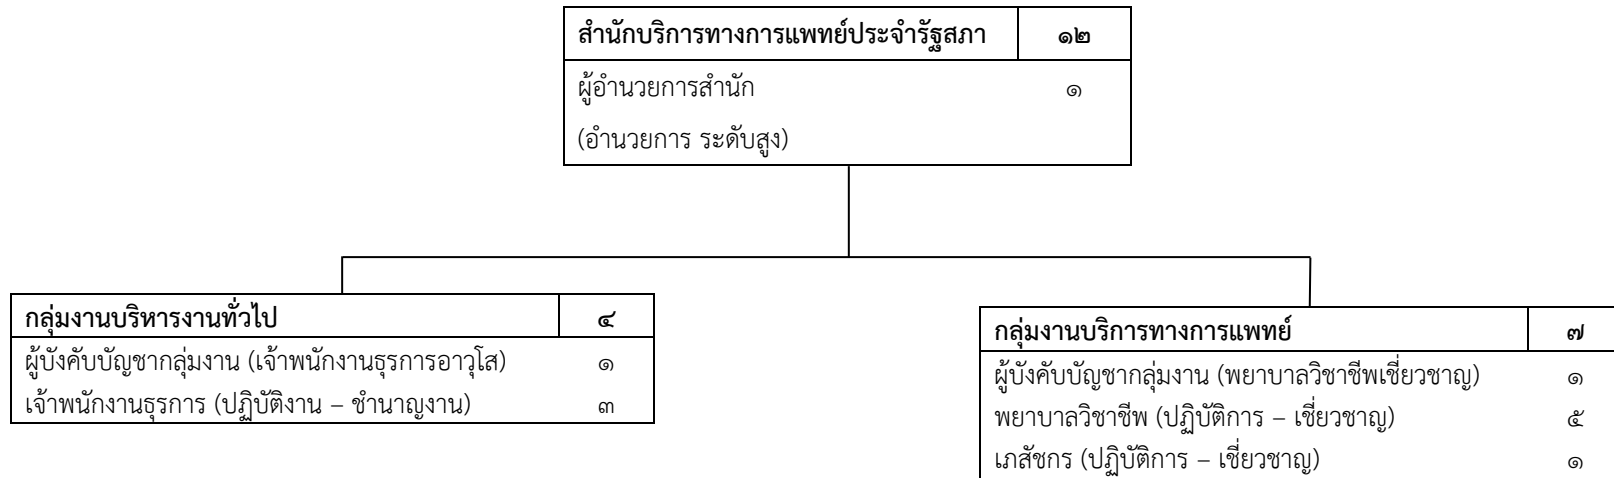 สำนักบริการทางการแพทย์ประจำรัฐสภา ๑๒
ผู้อำนวยการสำนัก ๑
(อำนวยการ ระดับสูง)
กลุ่มงานบริหารงานทั่วไป ๔
ผู้บังคับบัญชากลุ่มงาน (เจ้าพนักงานธุรการอาวุโส) ๑
เจ้าพนักงานธุรการ (ปฏิบัติงาน – ชำนาญงาน) ๓
กลุ่มงานบริการทางการแพทย์ ๗
ผู้บังคับบัญชากลุ่มงาน (พยาบาลวิชาชีพเชี่ยวชาญ) ๑
พยาบาลวิชาชีพ (ปฏิบัติการ – เชี่ยวชาญ) ๕
เภสัชกร (ปฏิบัติการ – เชี่ยวชาญ) ๑